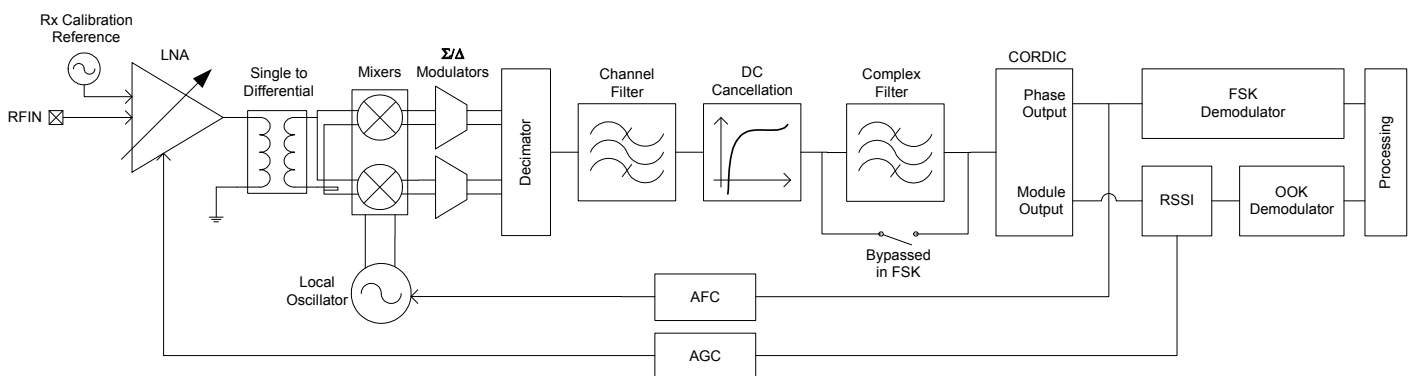 Rx Calibration
Reference
LNA
RFIN
Single to
Differential
Mixers
Σ/Δ
Modulators
Decimator
Channel
Filter
DC
Cancellation
Complex
Filter
Bypassed
in FSK
CORDIC
Phase
Output
Module
Output
FSK
Demodulator
RSSI
OOK
Demodulator
Processing
Local
Oscillator
AFC
AGC